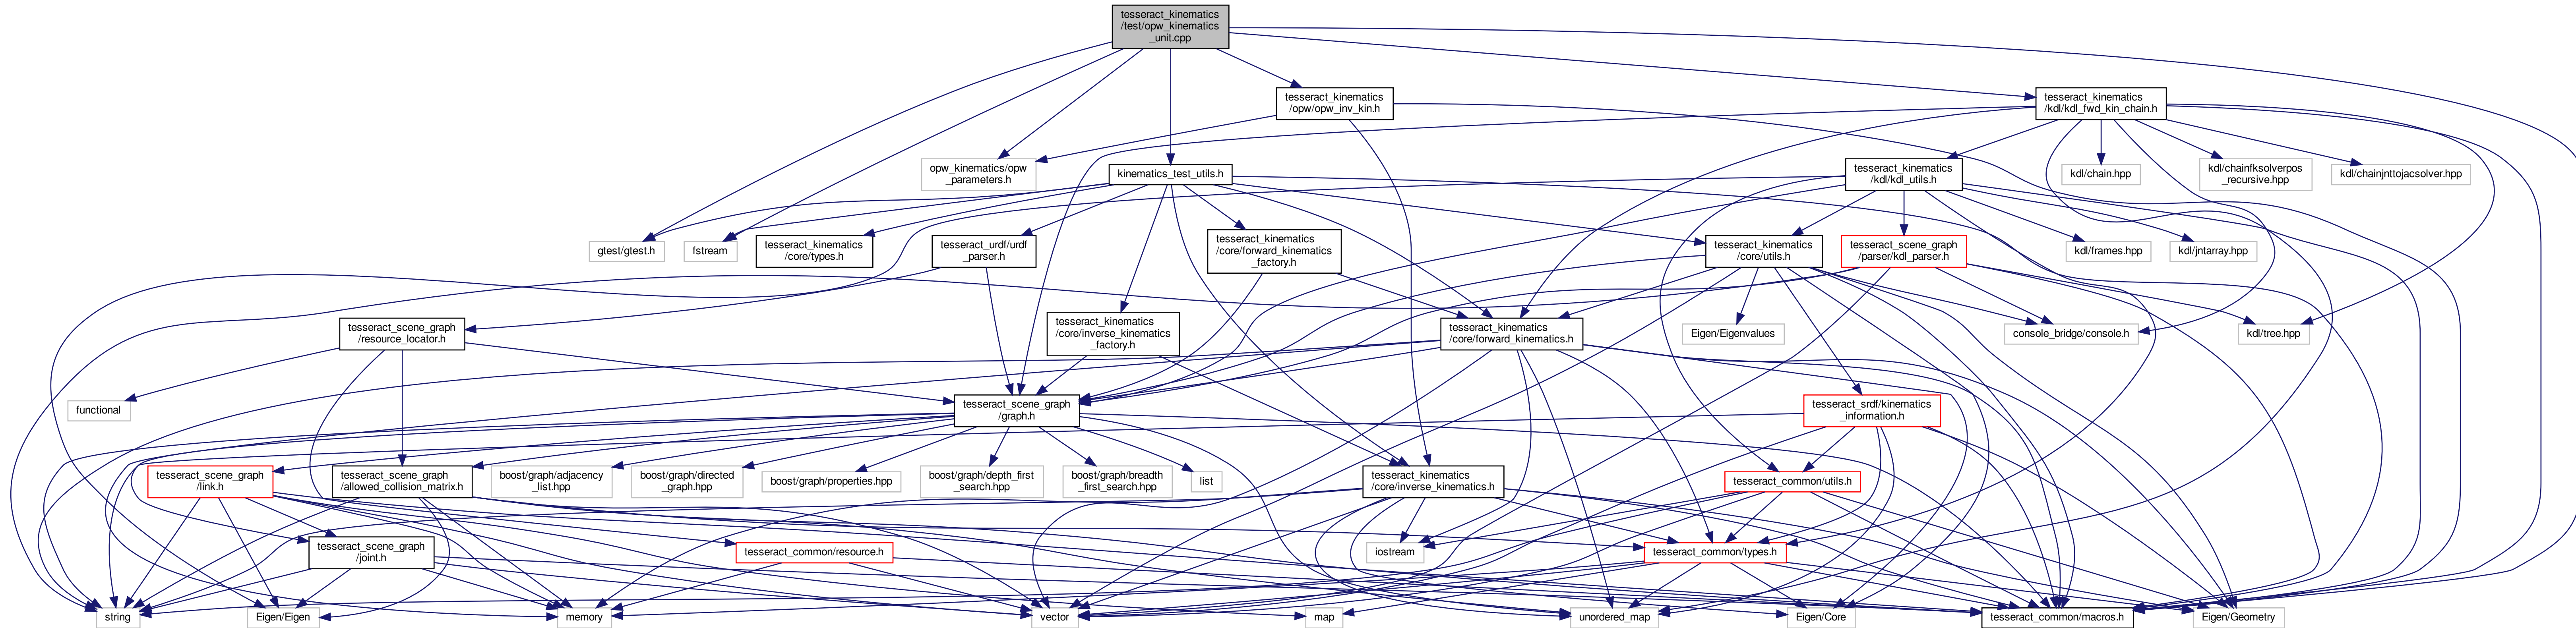 tesseract_kinematics
/test/opw_kinematics
_unit.cpp
tesseract_kinematics
/opw/opw_inv_kin.h
tesseract_kinematics
/kdl/kdl_fwd_kin_chain.h
opw_kinematics/opw
_parameters.h
kinematics_test_utils.h
tesseract_kinematics
/kdl/kdl_utils.h
kdl/chain.hpp
kdl/chainfksolverpos
_recursive.hpp
kdl/chainjnttojacsolver.hpp
gtest/gtest.h
fstream
tesseract_kinematics
/core/types.h
tesseract_urdf/urdf
_parser.h
tesseract_kinematics
/core/forward_kinematics
_factory.h
tesseract_kinematics
/core/utils.h
tesseract_scene_graph
/parser/kdl_parser.h
kdl/frames.hpp
kdl/jntarray.hpp
tesseract_scene_graph
/resource_locator.h
tesseract_kinematics
/core/inverse_kinematics
_factory.h
tesseract_kinematics
/core/forward_kinematics.h
Eigen/Eigenvalues
console_bridge/console.h
kdl/tree.hpp
functional
tesseract_scene_graph
/graph.h
tesseract_srdf/kinematics
_information.h
tesseract_scene_graph
/link.h
tesseract_scene_graph
/allowed_collision_matrix.h
boost/graph/adjacency
_list.hpp
boost/graph/directed
_graph.hpp
boost/graph/properties.hpp
boost/graph/depth_first
_search.hpp
boost/graph/breadth
_first_search.hpp
list
tesseract_kinematics
/core/inverse_kinematics.h
tesseract_common/utils.h
tesseract_scene_graph
/joint.h
tesseract_common/resource.h
iostream
tesseract_common/types.h
string
Eigen/Eigen
memory
vector
map
unordered_map
Eigen/Core
tesseract_common/macros.h
Eigen/Geometry